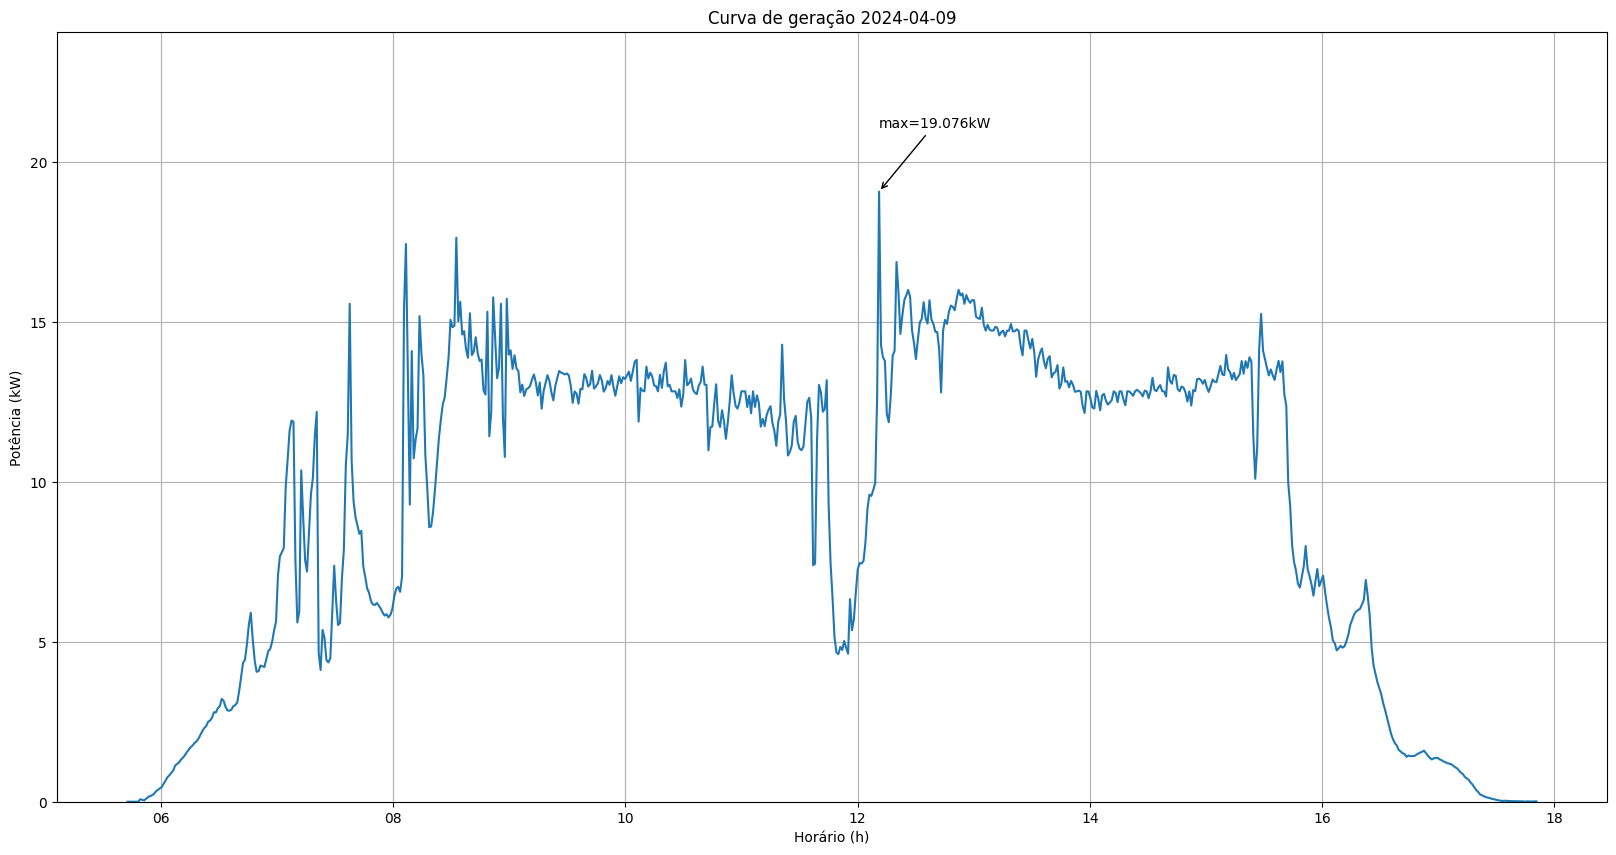 Curva de geração 2024-04-09
max=19.076kW
Potência (kW)
20
15
10
5
0
06 08 10 12 14 16 18
Horário (h)